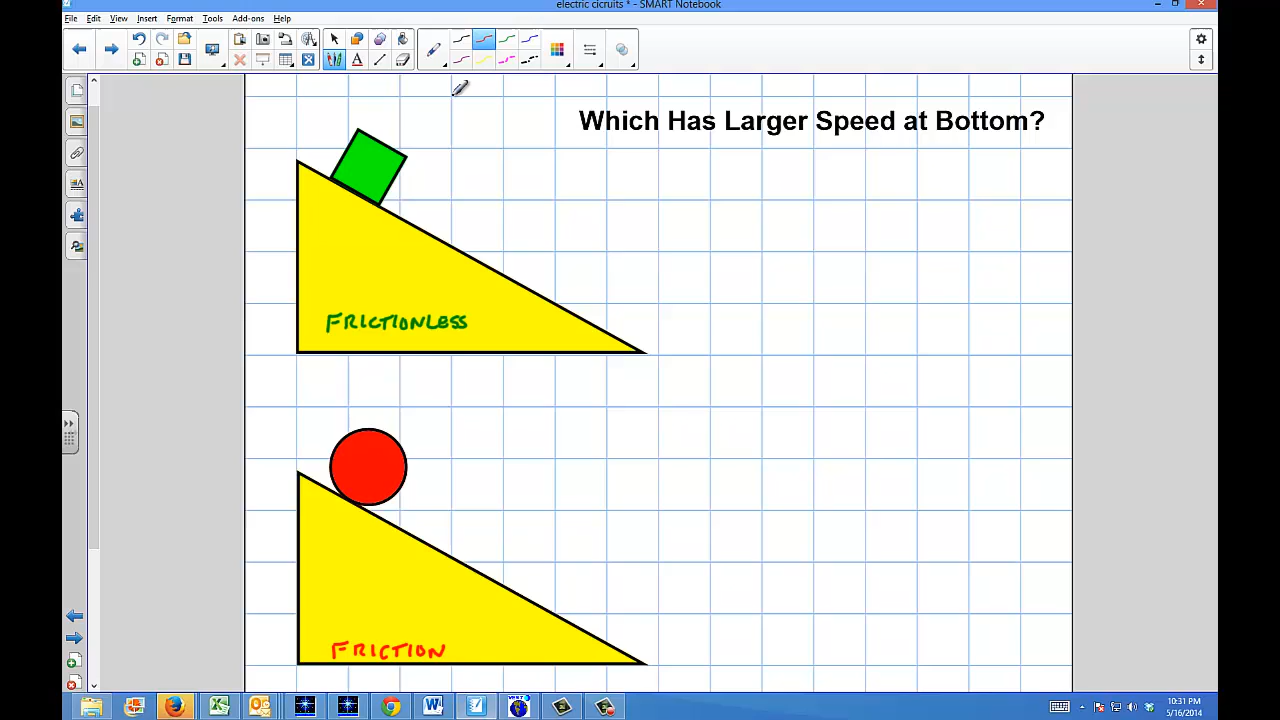 electric cicruits * - SMART Notebook
File Edit View Insert Format Tools Add-ons Help
Which Has Larger Speed at Bottom?
FRICTIONLESS
FRICTION
10:31 PM
5/16/2014